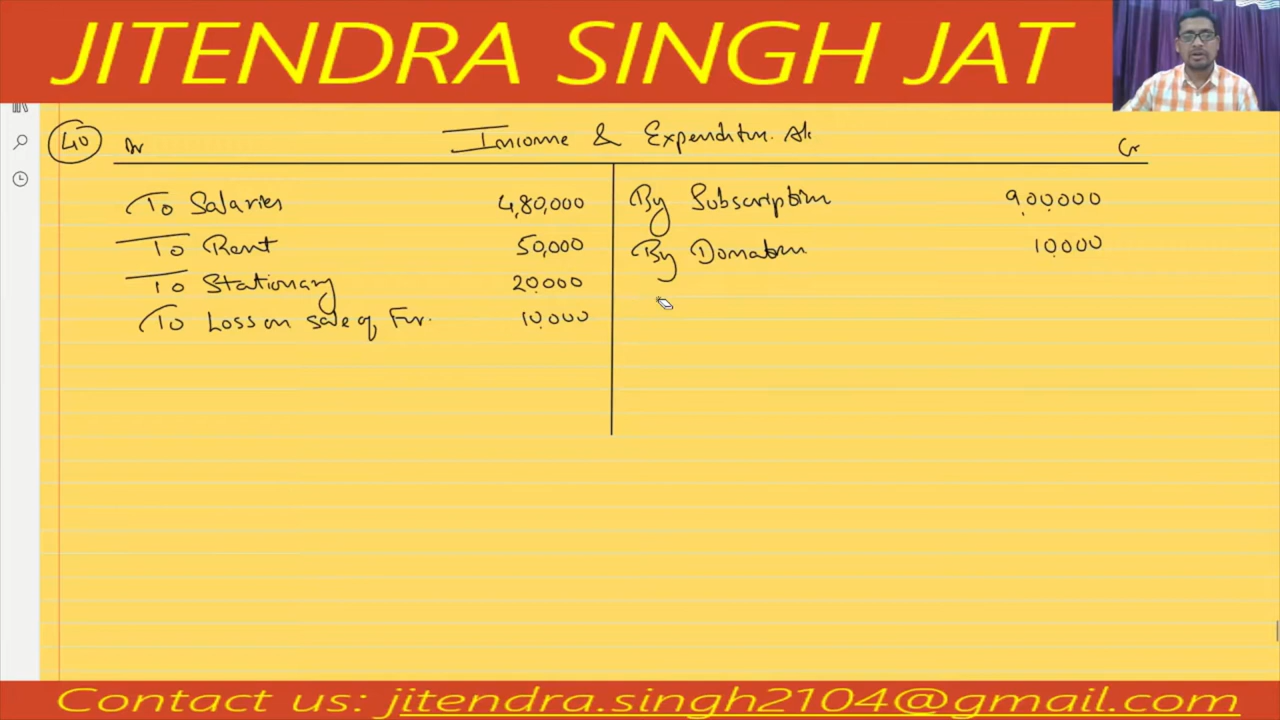 JITENDRA SINGH JAT
40 Dr Income & Expenditur. A/c Cr
To Salaries 4,80,000 By Subscription 9,00,000
To Rent 50,000 By Donation 10,000
To Stationary 20,000
To Loss on sale of Fur. 10,000
Contact us: jitendra.singh2104@gmail.com